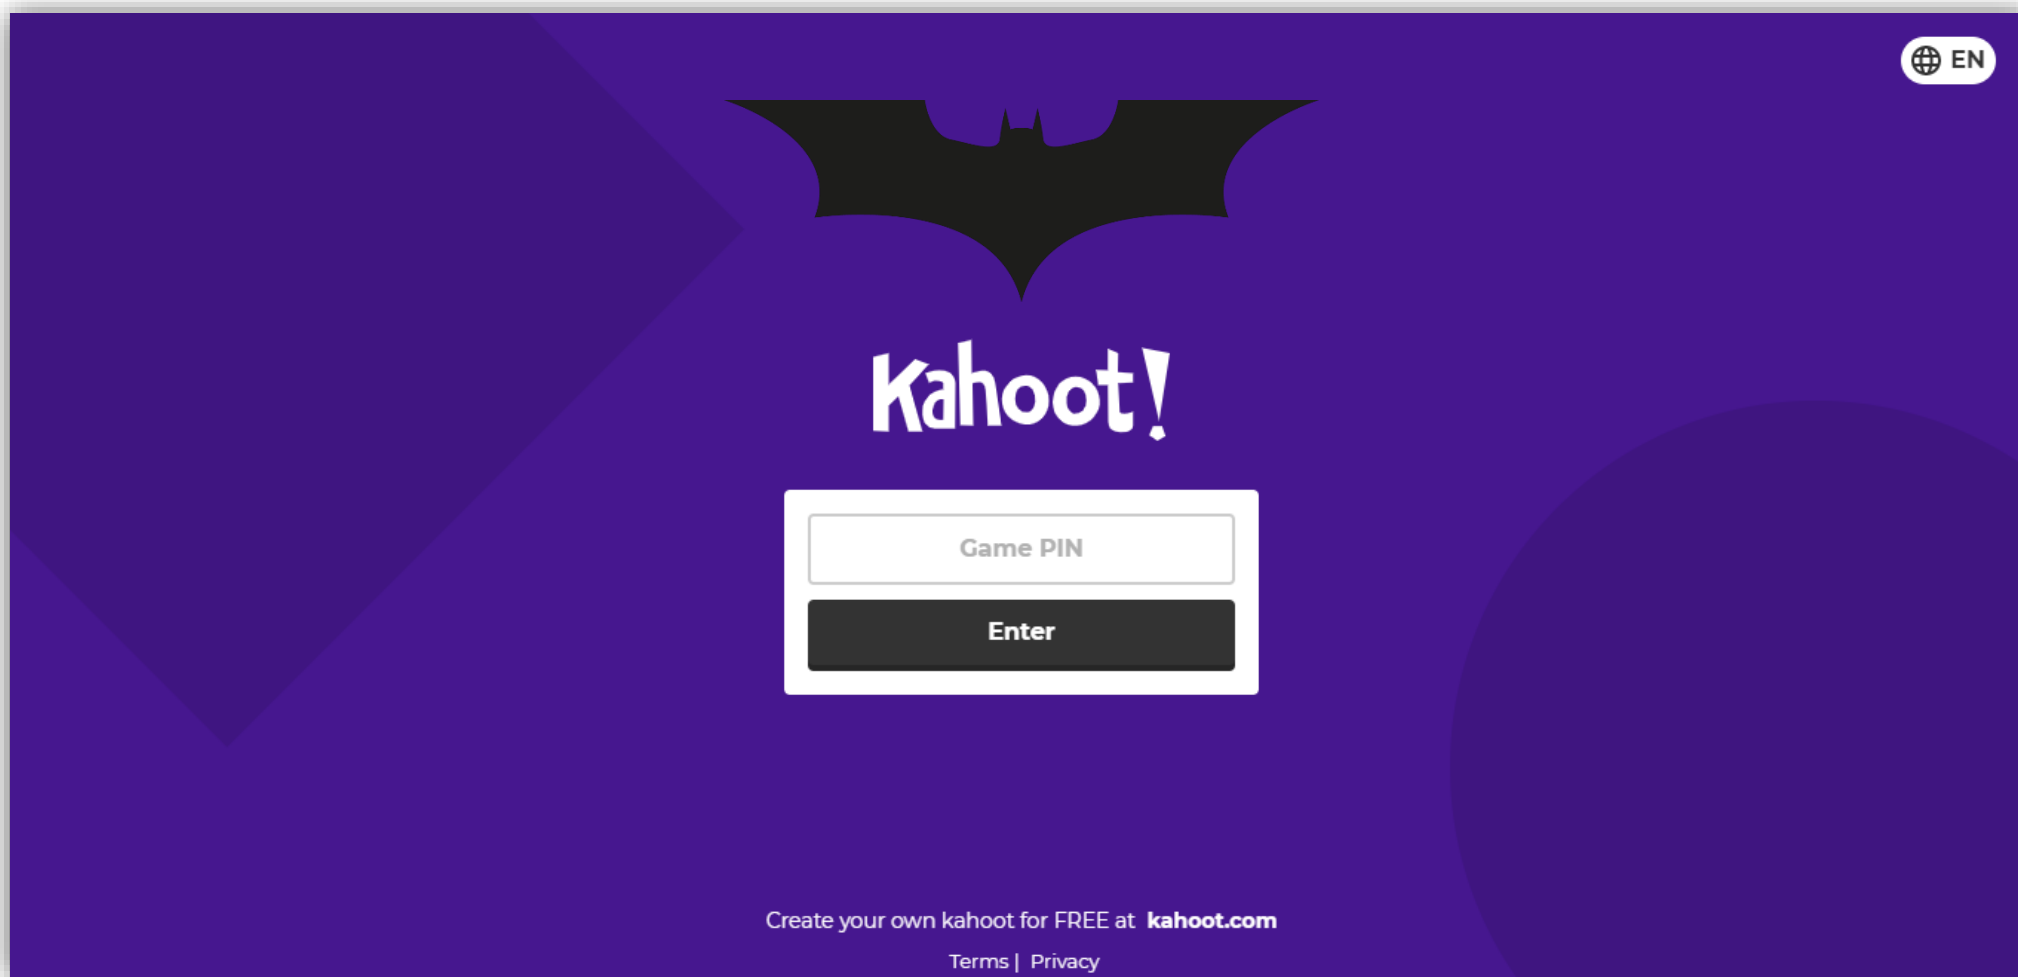 EN
Kahoot!
Game PIN
Enter
Create your own kahoot for FREE at kahoot.com
Terms | Privacy